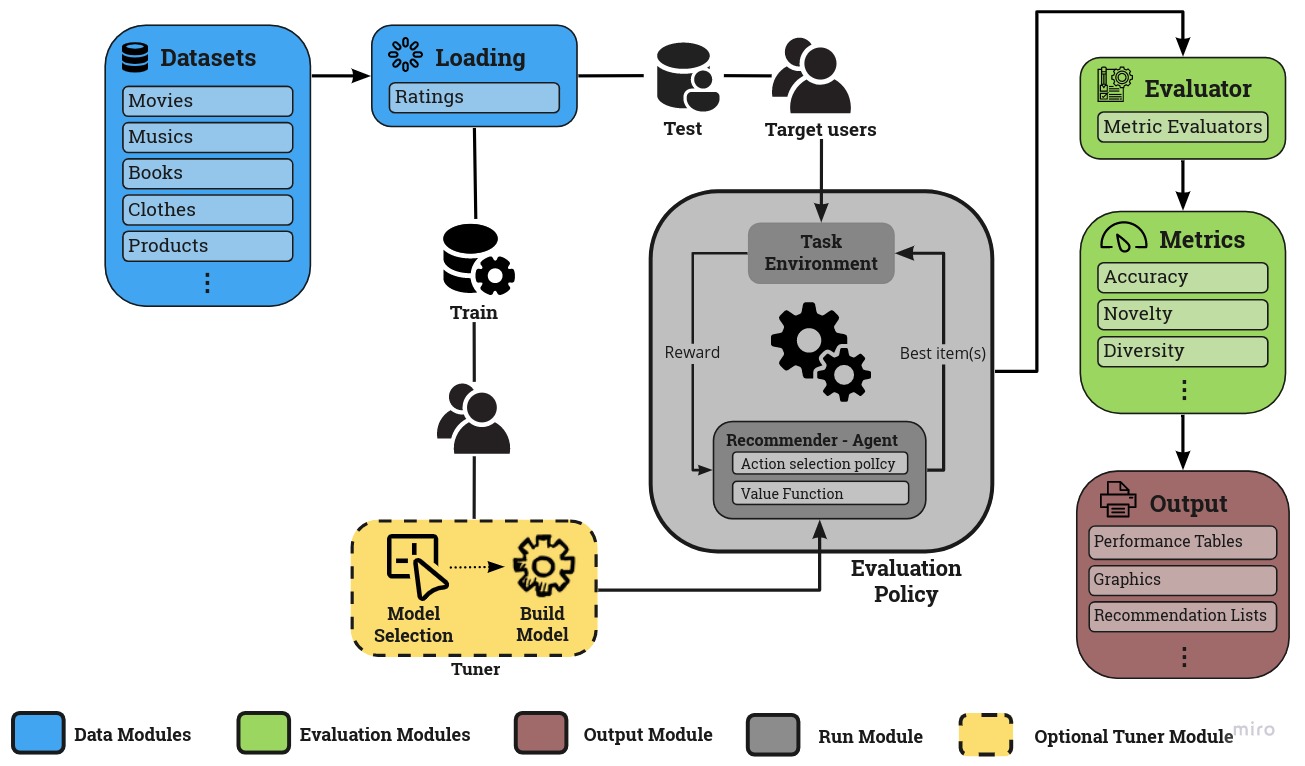 Datasets
Movies
Musics
Books
Clothes
Products
Loading
Ratings
Test
Target users
Train
Model
Selection
Build
Model
Tuner
Task
Environment
Reward
Best item(s)
Recommender - Agent
Action selection polIcy
Value Function
Evaluation
Policy
Evaluator
Metric Evaluators
Metrics
Accuracy
Novelty
Diversity
Output
Performance Tables
Graphics
Recommendation Lists
Data Modules
Evaluation Modules
Output Module
Run Module
Optional Tuner Module
miro